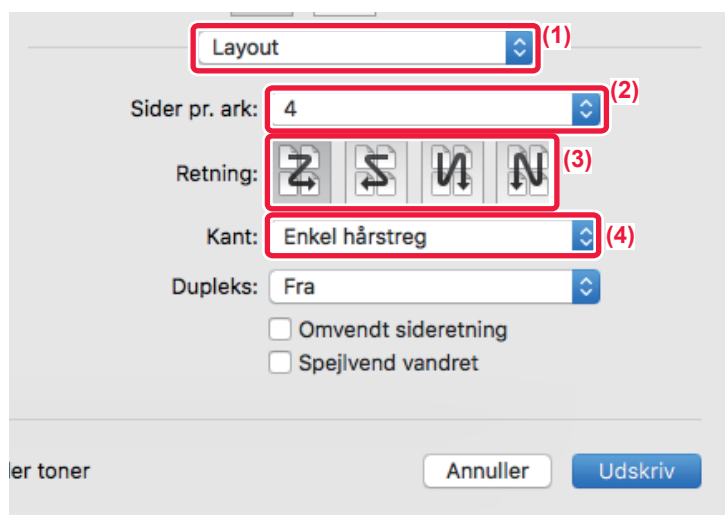 Layout (1)
Sider pr. ark: 4 (2)
Retning: (3)
Kant: Enkel hårstreg (4)
Dupleks: Fra
Omvendt sideretning
Spejlvend vandret
ler toner Annuller Udskriv